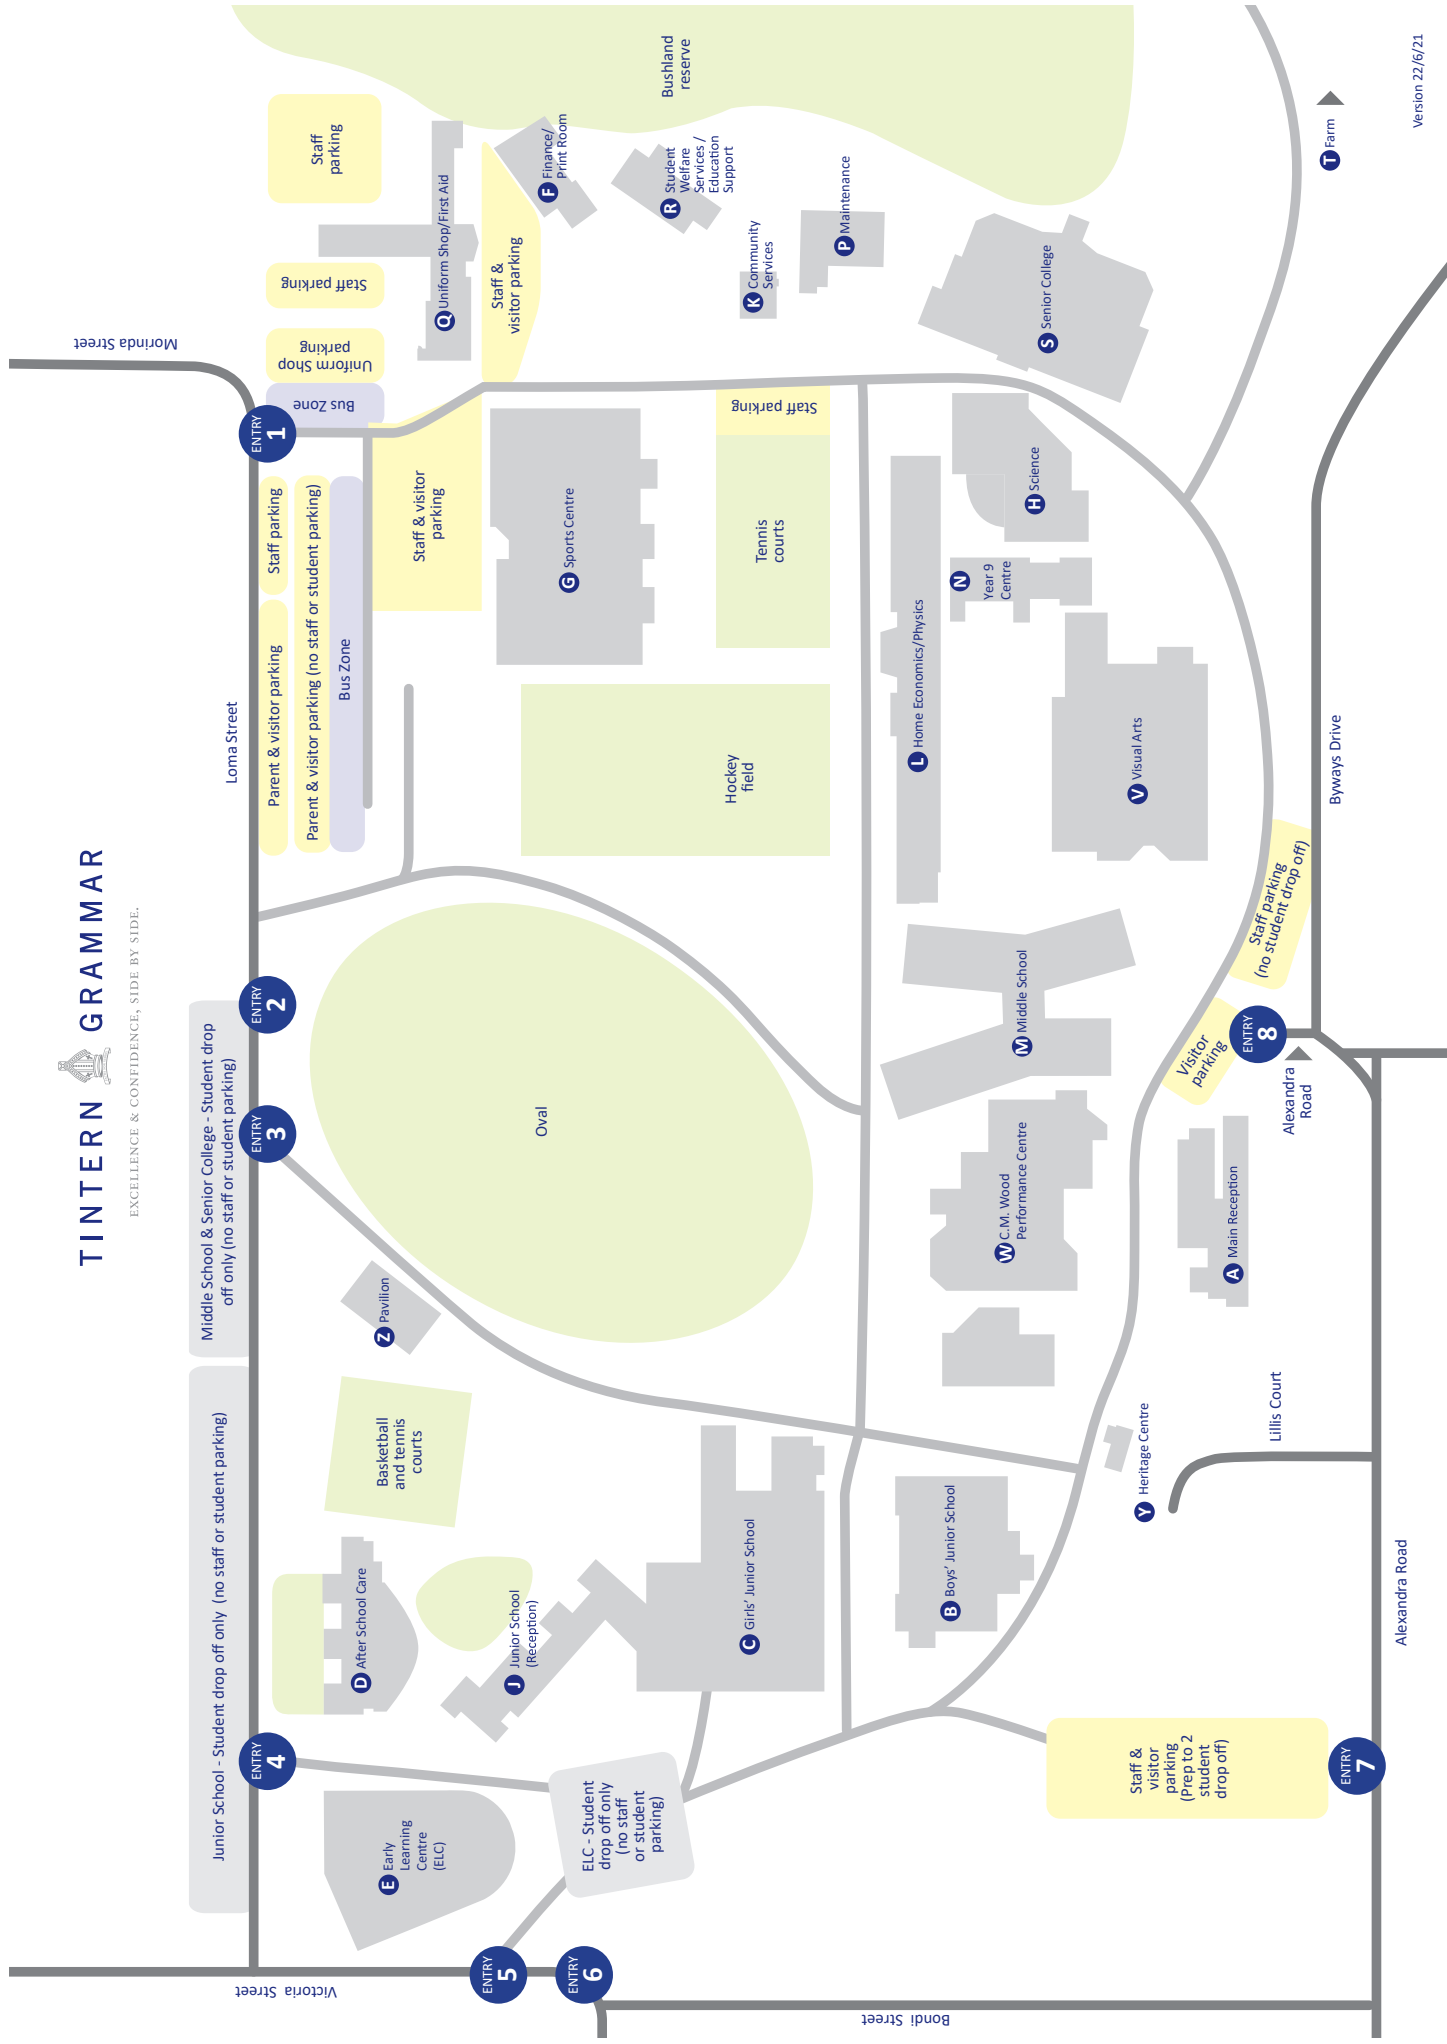 TINTERN GRAMMAR
EXCELLENCE & CONFIDENCE, SIDE BY SIDE.
Victoria Street
Junior School - Student drop off only (no staff or student parking)
Middle School & Senior College - Student drop
off only (no staff or student parking)
Loma Street
Morinda Street
ENTRY
4
ENTRY
3
ENTRY
2
ENTRY
1
Parent & visitor parking
Staff parking
Parent & visitor parking (no staff or student parking)
Bus Zone
Bus Zone
Uniform Shop
parking
Staff parking
Staff
parking
E Early
Learning
Centre
(ELC)
D After School Care
Basketball
and tennis
courts
Z Pavilion
Staff & visitor
parking
Q Uniform Shop/First Aid
ENTRY
5
ENTRY
6
ELC - Student
drop off only
(no staff
or student
parking)
J Junior School
(Reception)
Oval
G Sports Centre
Staff &
visitor parking
F Finance/
Print Room
Bushland
reserve
R Student
Welfare
Services /
Education
Support
C Girls' Junior School
Hockey
field
Tennis
courts
Staff parking
K Community
Services
P Maintenance
Bondi Street
B Boys' Junior School
W C.M. Wood
Performance Centre
M Middle School
L Home Economics/Physics
N
Year 9
Centre
H Science
S Senior College
Staff &
visitor
parking
(Prep to 2
student
drop off)
Y Heritage Centre
V Visual Arts
A Main Reception
Visitor
parking
Staff parking
(no student drop off)
ENTRY
7
Lillis Court
ENTRY
8
Alexandra
Road
Byways Drive
T Farm
Alexandra Road
Version 22/6/21